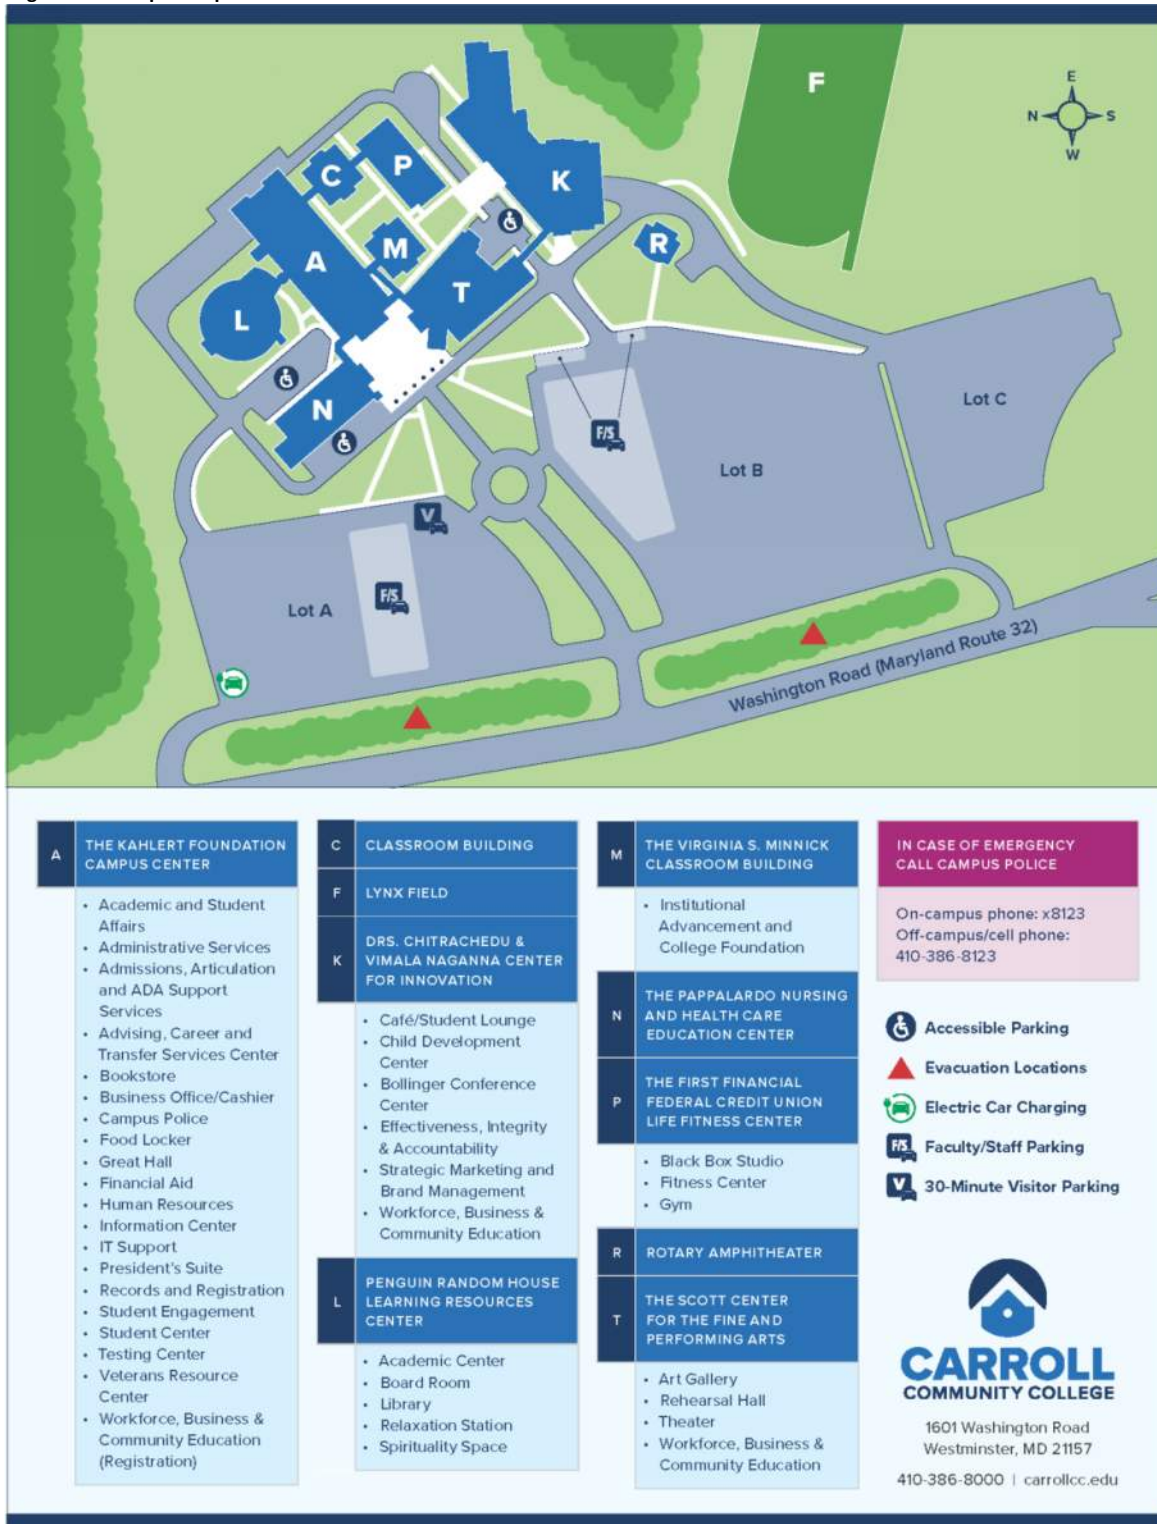 F
E
N
S
W
C
P
K
A
M
R
L
T
N
F/S
Lot C
Lot B
V
F/S
Lot A
Washington Road (Maryland Route 32)
A
THE KAHLERT FOUNDATION
CAMPUS CENTER
• Academic and Student
Affairs
• Administrative Services
• Admissions, Articulation
and ADA Support
Services
• Advising, Career and
Transfer Services Center
• Bookstore
• Business Office/Cashier
• Campus Police
• Food Locker
• Great Hall
• Financial Aid
• Human Resources
• Information Center
• IT Support
• President's Suite
• Records and Registration
• Student Engagement
• Student Center
• Testing Center
• Veterans Resource
Center
• Workforce, Business &
Community Education
(Registration)
C
CLASSROOM BUILDING
F
LYNX FIELD
K
DRS. CHITRACHEDU &
VIMALA NAGANNA CENTER
FOR INNOVATION
• Café/Student Lounge
• Child Development
Center
• Bollinger Conference
Center
• Effectiveness, Integrity
& Accountability
• Strategic Marketing and
Brand Management
• Workforce, Business &
Community Education
L
PENGUIN RANDOM HOUSE
LEARNING RESOURCES
CENTER
• Academic Center
• Board Room
• Library
• Relaxation Station
• Spirituality Space
M
THE VIRGINIA S. MINNICK
CLASSROOM BUILDING
• Institutional
Advancement and
College Foundation
N
THE PAPPALARDO NURSING
AND HEALTH CARE
EDUCATION CENTER
P
THE FIRST FINANCIAL
FEDERAL CREDIT UNION
LIFE FITNESS CENTER
• Black Box Studio
• Fitness Center
• Gym
R
ROTARY AMPHITHEATER
T
THE SCOTT CENTER
FOR THE FINE AND
PERFORMING ARTS
• Art Gallery
• Rehearsal Hall
• Theater
• Workforce, Business &
Community Education
IN CASE OF EMERGENCY
CALL CAMPUS POLICE
On-campus phone: x8123
Off-campus/cell phone:
410-386-8123
Accessible Parking
Evacuation Locations
Electric Car Charging
F/S
Faculty/Staff Parking
V
30-Minute Visitor Parking
CARROLL
COMMUNITY COLLEGE
1601 Washington Road
Westminster, MD 21157
410-386-8000 | carrollcc.edu